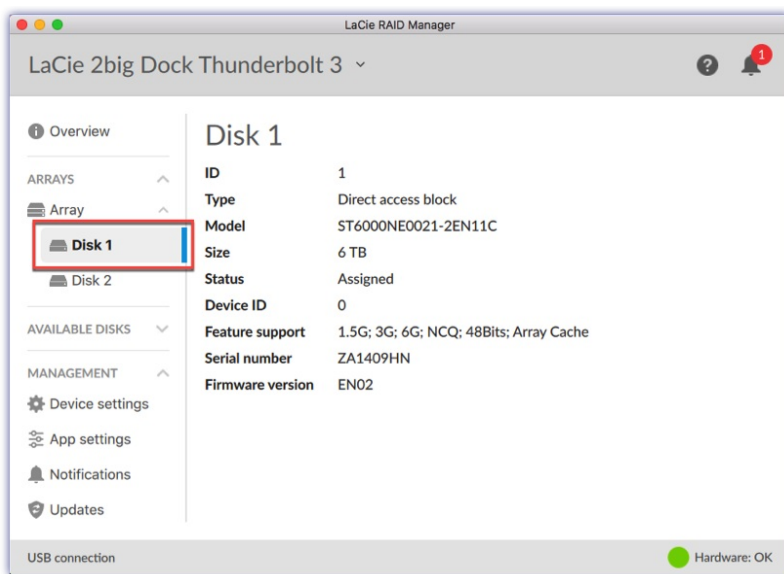 LaCie RAID Manager
LaCie 2big Dock Thunderbolt 3
1
Overview
ARRAYS
Array
Disk 1
Disk 2
AVAILABLE DISKS
MANAGEMENT
Device settings
App settings
Notifications
Updates
Disk 1
ID 1
Type Direct access block
Model ST6000NE0021-2EN11C
Size 6 TB
Status Assigned
Device ID 0
Feature support 1.5G; 3G; 6G; NCQ; 48Bits; Array Cache
Serial number ZA1409HN
Firmware version EN02
USB connection
Hardware: OK